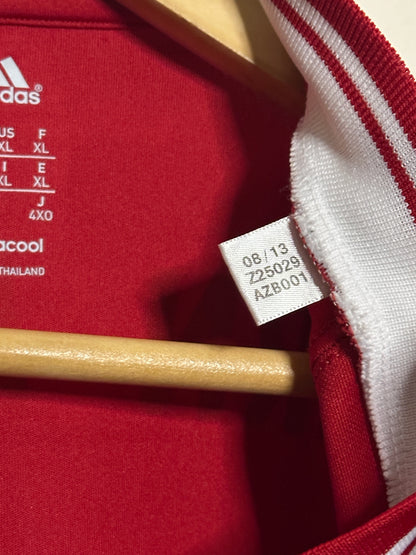 adidas
US F
XL XL
I E
XL XL
J
4XO
acool
THAILAND
08/13
Z25029
AZB001